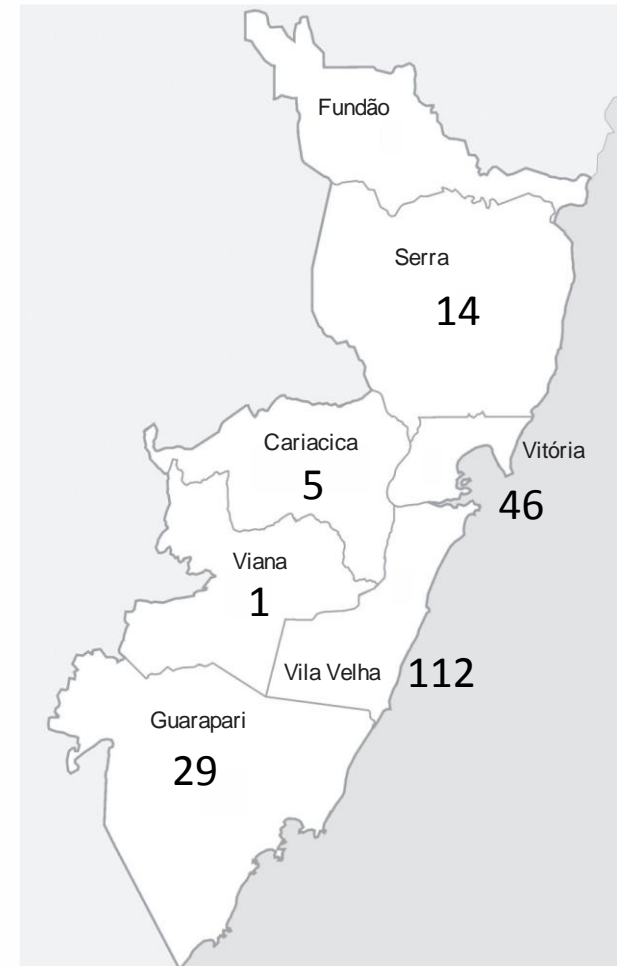 Fundão
Serra
14
Cariacica
5
Vitória
46
Viana
1
Vila Velha
112
Guarapari
29